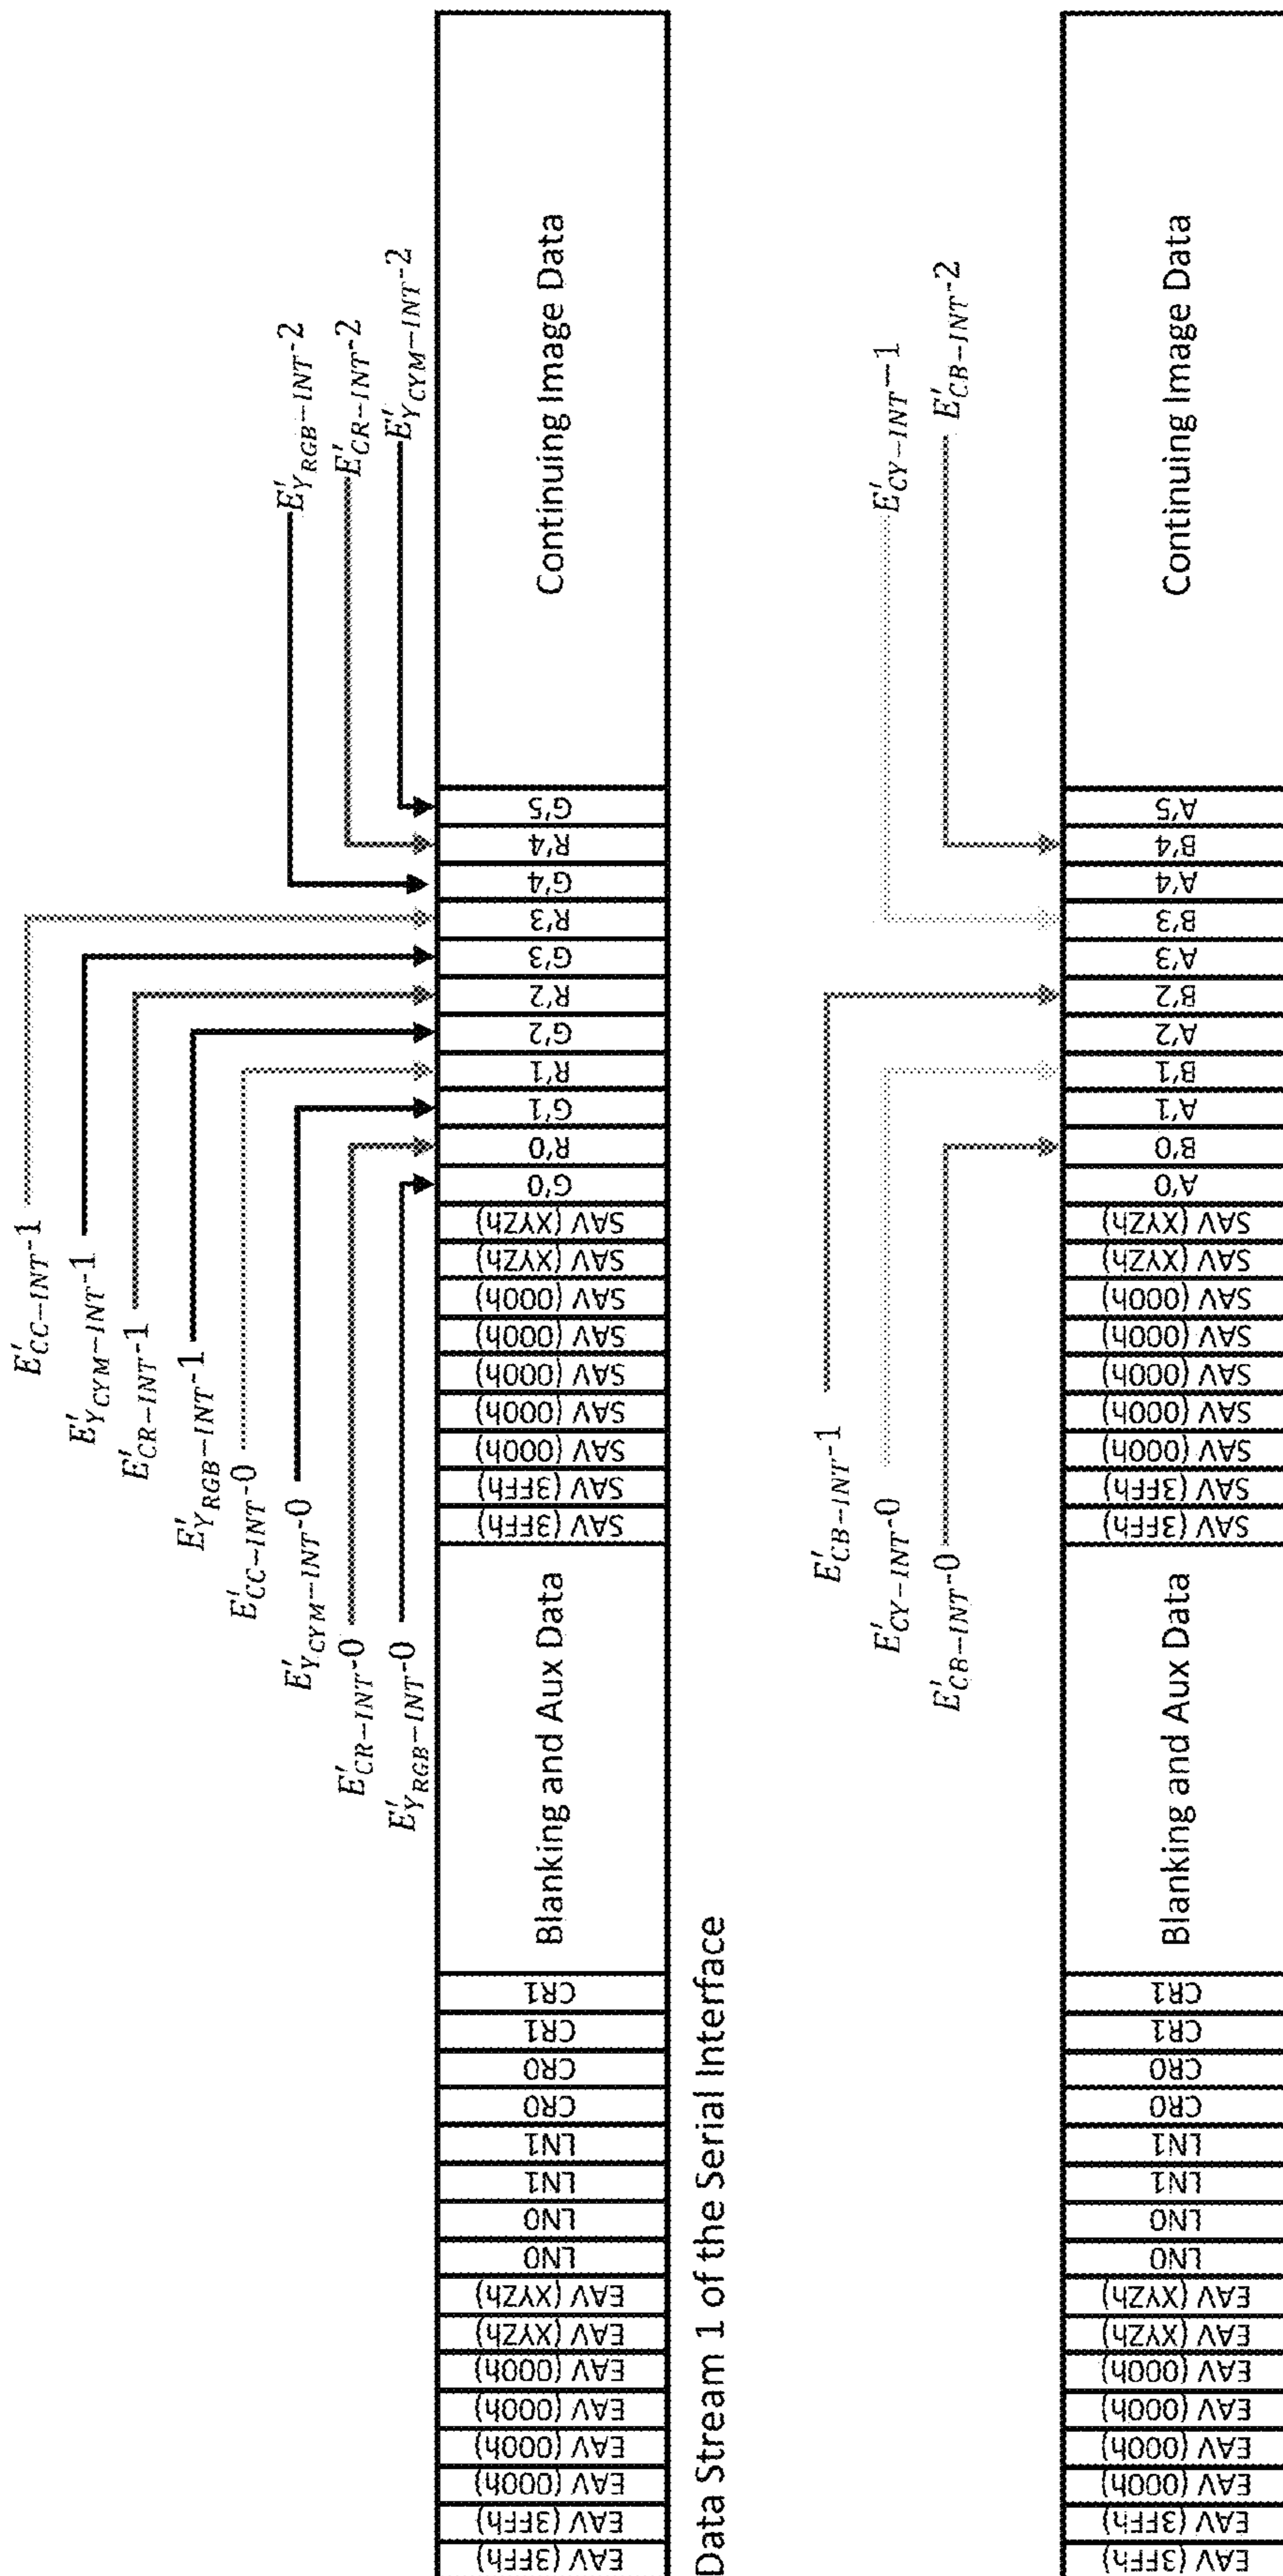 E'CC−INT-1
E'YCYM−INT-1
E'CR−INT-1
E'YRGB−INT-1
E'CC−INT-0
E'YCYM−INT-0
E'YRGB−INT-2
E'CR−INT-0
E'CR−INT-2
E'YRGB−INT-0
E'YCYM−INT-2
EAV (3FFh)
EAV (3FFh)
EAV (000h)
EAV (000h)
EAV (000h)
EAV (000h)
EAV (XYZh)
EAV (XYZh)
LN0
LN0
LN1
LN1
CR0
CR0
CR1
CR1
Blanking and Aux Data
SAV (3FFh)
SAV (3FFh)
SAV (000h)
SAV (000h)
SAV (000h)
SAV (000h)
SAV (000h)
SAV (XYZh)
SAV (XYZh)
G'0
R'0
G'1
R'1
G'2
R'2
G'3
R'3
G'4
R'4
G'5
Continuing Image Data
Data Stream 1 of the Serial Interface
E'CB−INT-1
E'CY−INT-0
E'CY−INT−1
E'CB−INT-0
E'CB−INT-2
EAV (3FFh)
EAV (3FFh)
EAV (000h)
EAV (000h)
EAV (000h)
EAV (000h)
EAV (XYZh)
EAV (XYZh)
LN0
LN0
LN1
LN1
CR0
CR0
CR1
CR1
Blanking and Aux Data
SAV (3FFh)
SAV (3FFh)
SAV (000h)
SAV (000h)
SAV (000h)
SAV (000h)
SAV (000h)
SAV (XYZh)
SAV (XYZh)
A'0
B'0
A'1
B'1
A'2
B'2
A'3
B'3
A'4
B'4
A'5
Continuing Image Data